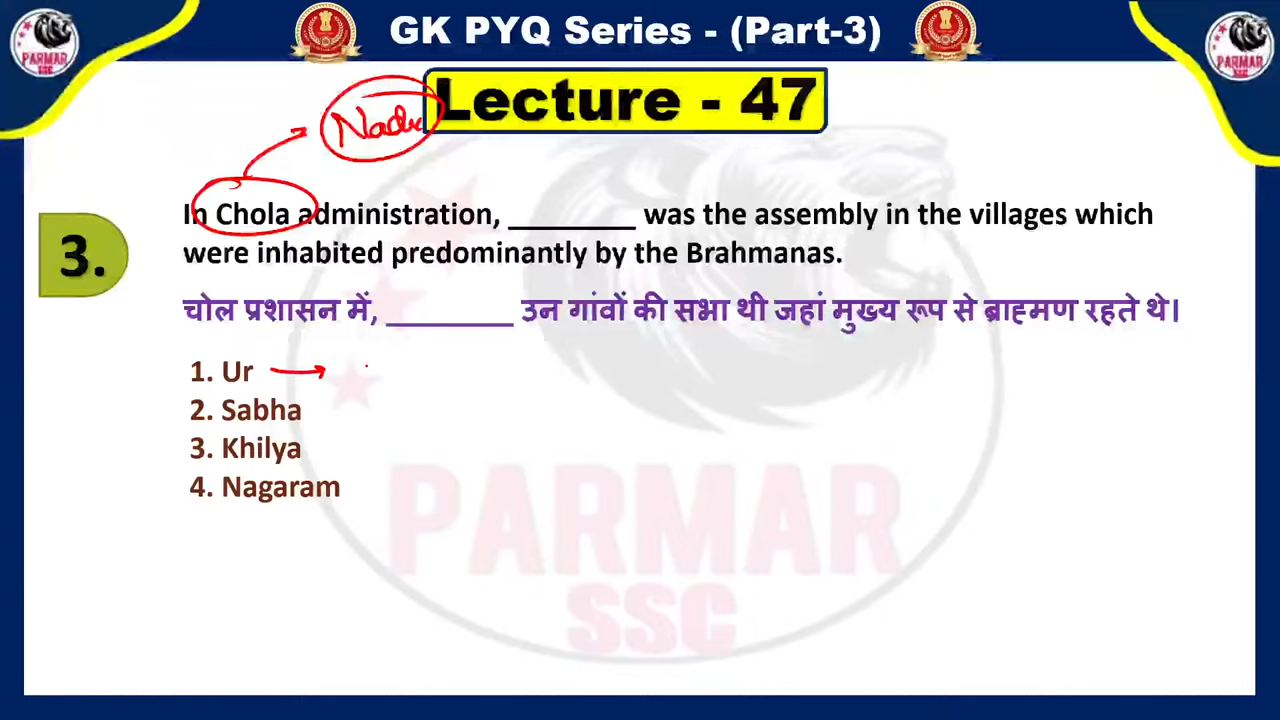 PARMAR
SSC
GK PYQ Series - (Part-3)
PARMAR
SSC
Lecture - 47
3.
In Chola administration, ________ was the assembly in the villages which
were inhabited predominantly by the Brahmanas.
चोल प्रशासन में, ________ उन गांवों की सभा थी जहां मुख्य रूप से ब्राह्मण रहते थे।
1. Ur
2. Sabha
3. Khilya
4. Nagaram
PARMAR
SSC